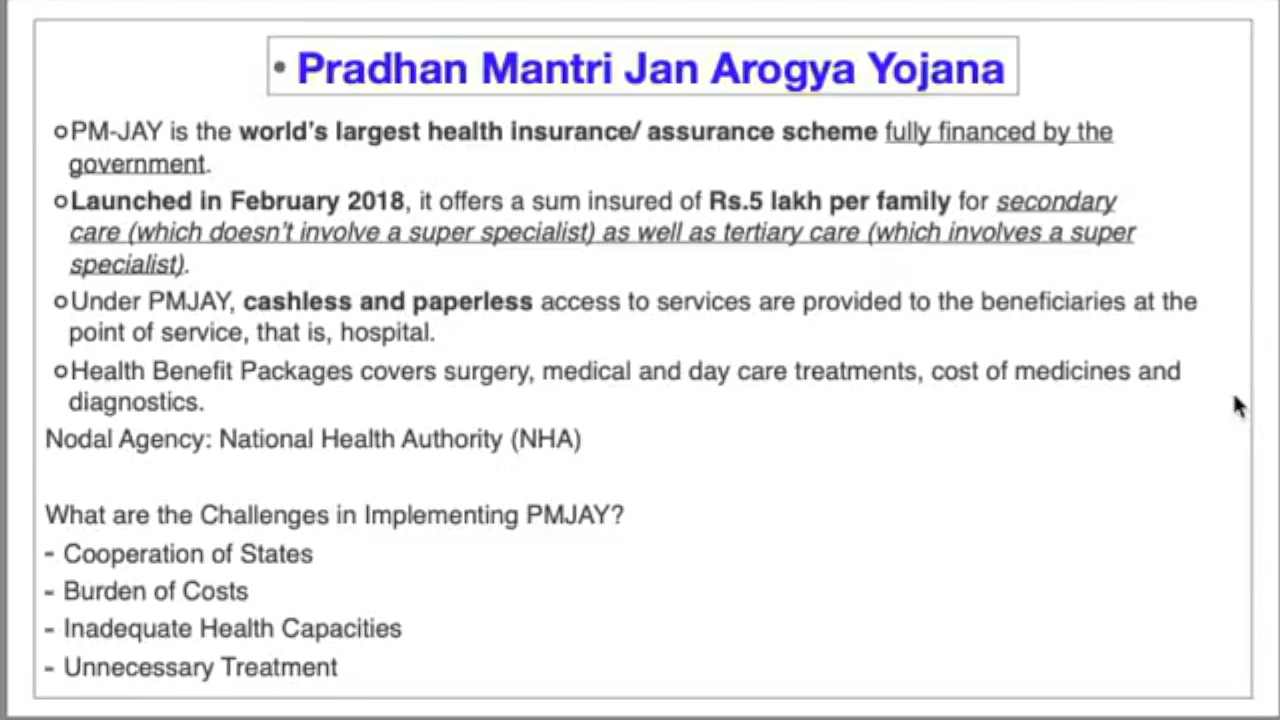 • Pradhan Mantri Jan Arogya Yojana
oPM-JAY is the world's largest health insurance/ assurance scheme fully financed by the
government.
oLaunched in February 2018, it offers a sum insured of Rs.5 lakh per family for secondary
care (which doesn't involve a super specialist) as well as tertiary care (which involves a super
specialist).
oUnder PMJAY, cashless and paperless access to services are provided to the beneficiaries at the
point of service, that is, hospital.
oHealth Benefit Packages covers surgery, medical and day care treatments, cost of medicines and
diagnostics.
Nodal Agency: National Health Authority (NHA)
What are the Challenges in Implementing PMJAY?
- Cooperation of States
- Burden of Costs
- Inadequate Health Capacities
- Unnecessary Treatment